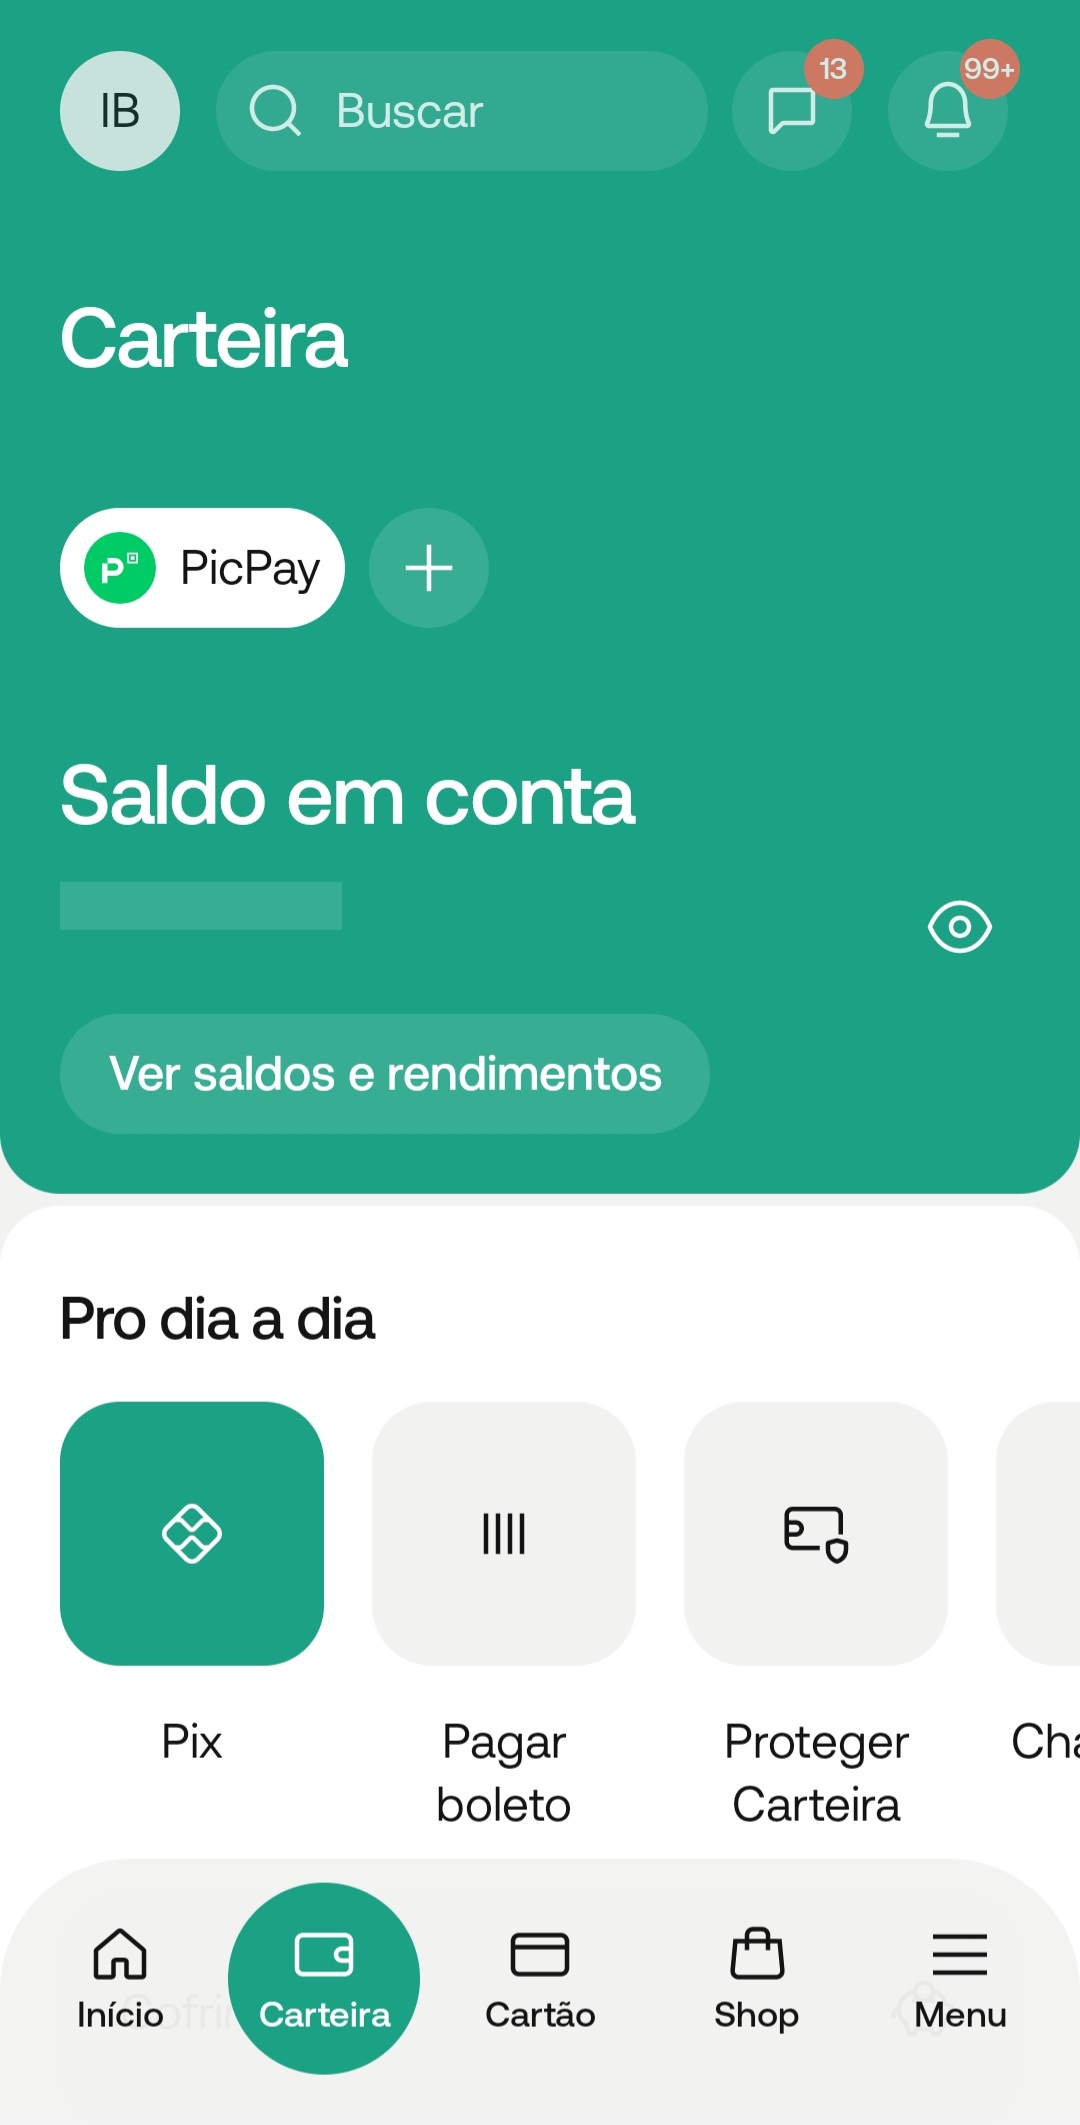 IB
Buscar
13
99+
Carteira
PicPay
Saldo em conta
Ver saldos e rendimentos
Pro dia a dia
Pix
Pagar
boleto
Proteger
Carteira
Cha
Início
Carteira
Cartão
Shop
Menu